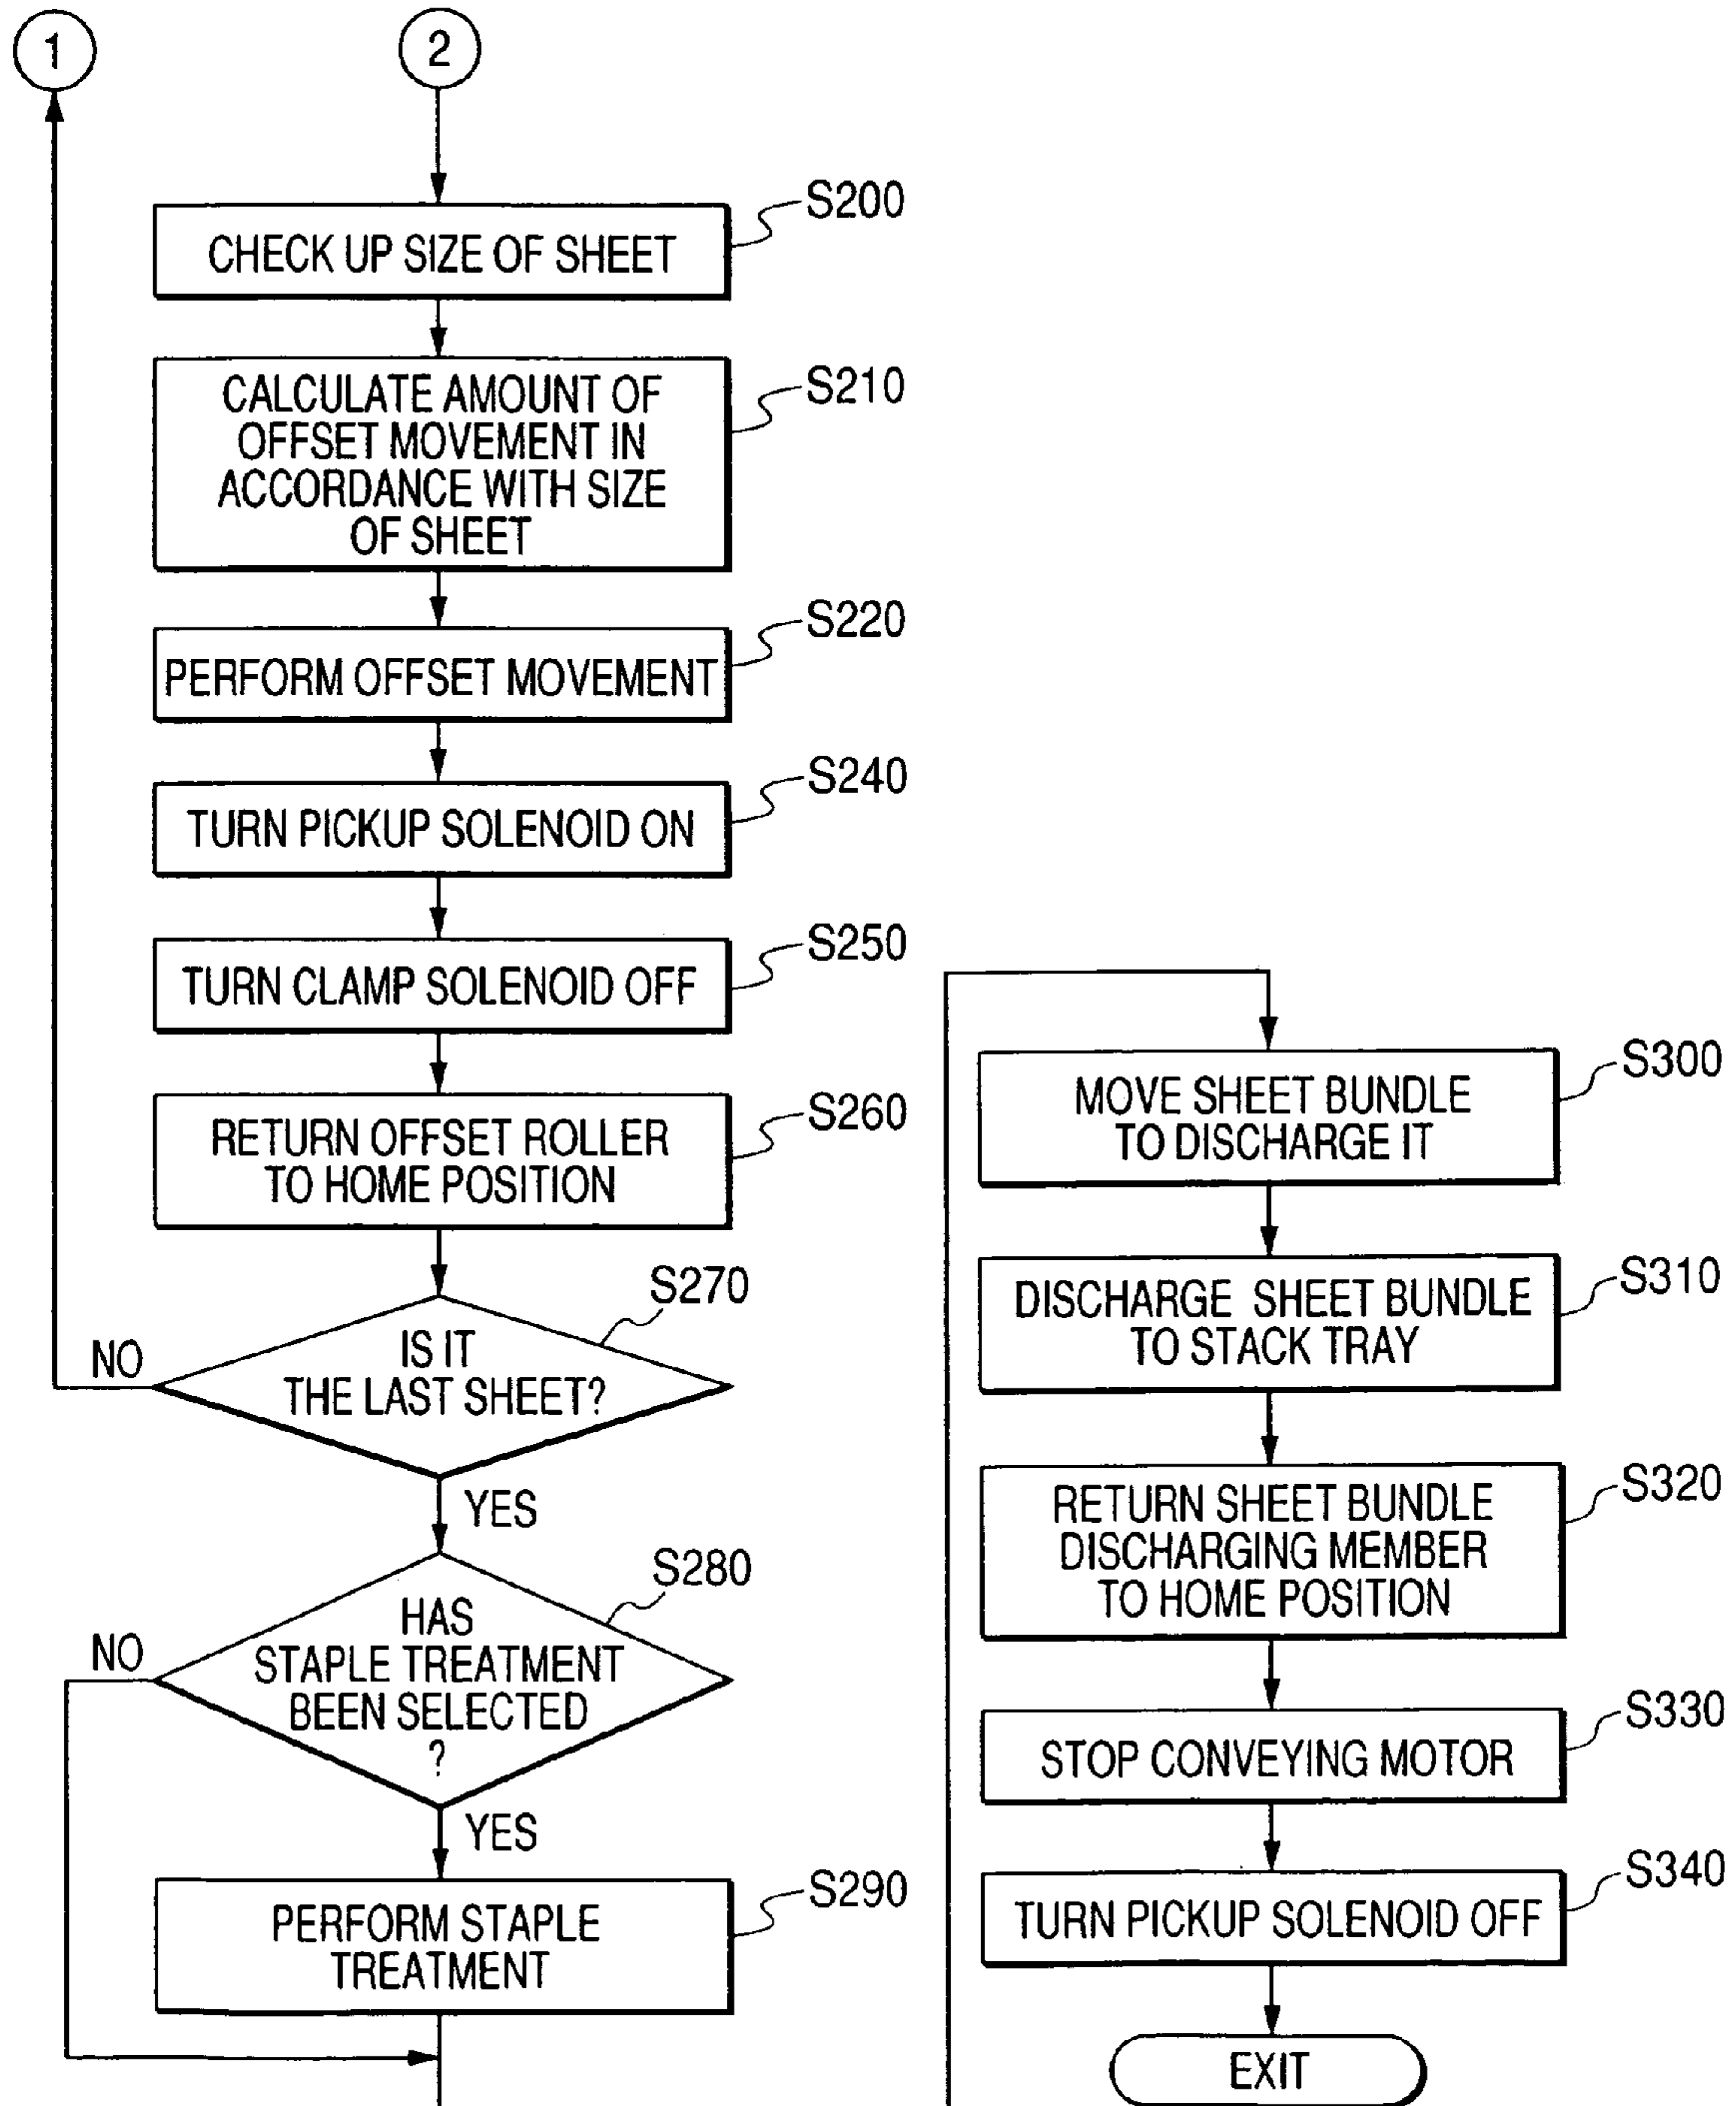 1
2
S200
CHECK UP SIZE OF SHEET
S210
CALCULATE AMOUNT OF
OFFSET MOVEMENT IN
ACCORDANCE WITH SIZE
OF SHEET
S220
PERFORM OFFSET MOVEMENT
S240
TURN PICKUP SOLENOID ON
S250
TURN CLAMP SOLENOID OFF
S260
RETURN OFFSET ROLLER
TO HOME POSITION
S270
IS IT
THE LAST SHEET?
NO
YES
S280
HAS
STAPLE TREATMENT
BEEN SELECTED
?
NO
YES
S290
PERFORM STAPLE
TREATMENT
S300
MOVE SHEET BUNDLE
TO DISCHARGE IT
S310
DISCHARGE SHEET BUNDLE
TO STACK TRAY
S320
RETURN SHEET BUNDLE
DISCHARGING MEMBER
TO HOME POSITION
S330
STOP CONVEYING MOTOR
S340
TURN PICKUP SOLENOID OFF
EXIT